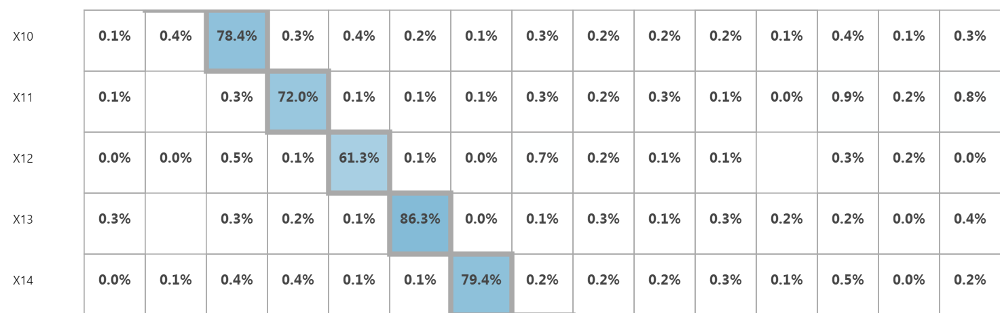 X10 0.1% 0.4% 78.4% 0.3% 0.4% 0.2% 0.1% 0.3% 0.2% 0.2% 0.2% 0.1% 0.4% 0.1% 0.3%
X11 0.1% 0.3% 72.0% 0.1% 0.1% 0.1% 0.3% 0.2% 0.3% 0.1% 0.0% 0.9% 0.2% 0.8%
X12 0.0% 0.0% 0.5% 0.1% 61.3% 0.1% 0.0% 0.7% 0.2% 0.1% 0.1% 0.3% 0.2% 0.0%
X13 0.3% 0.3% 0.2% 0.1% 86.3% 0.0% 0.1% 0.3% 0.1% 0.3% 0.2% 0.2% 0.0% 0.4%
X14 0.0% 0.1% 0.4% 0.4% 0.1% 0.1% 79.4% 0.2% 0.2% 0.2% 0.3% 0.1% 0.5% 0.0% 0.2%